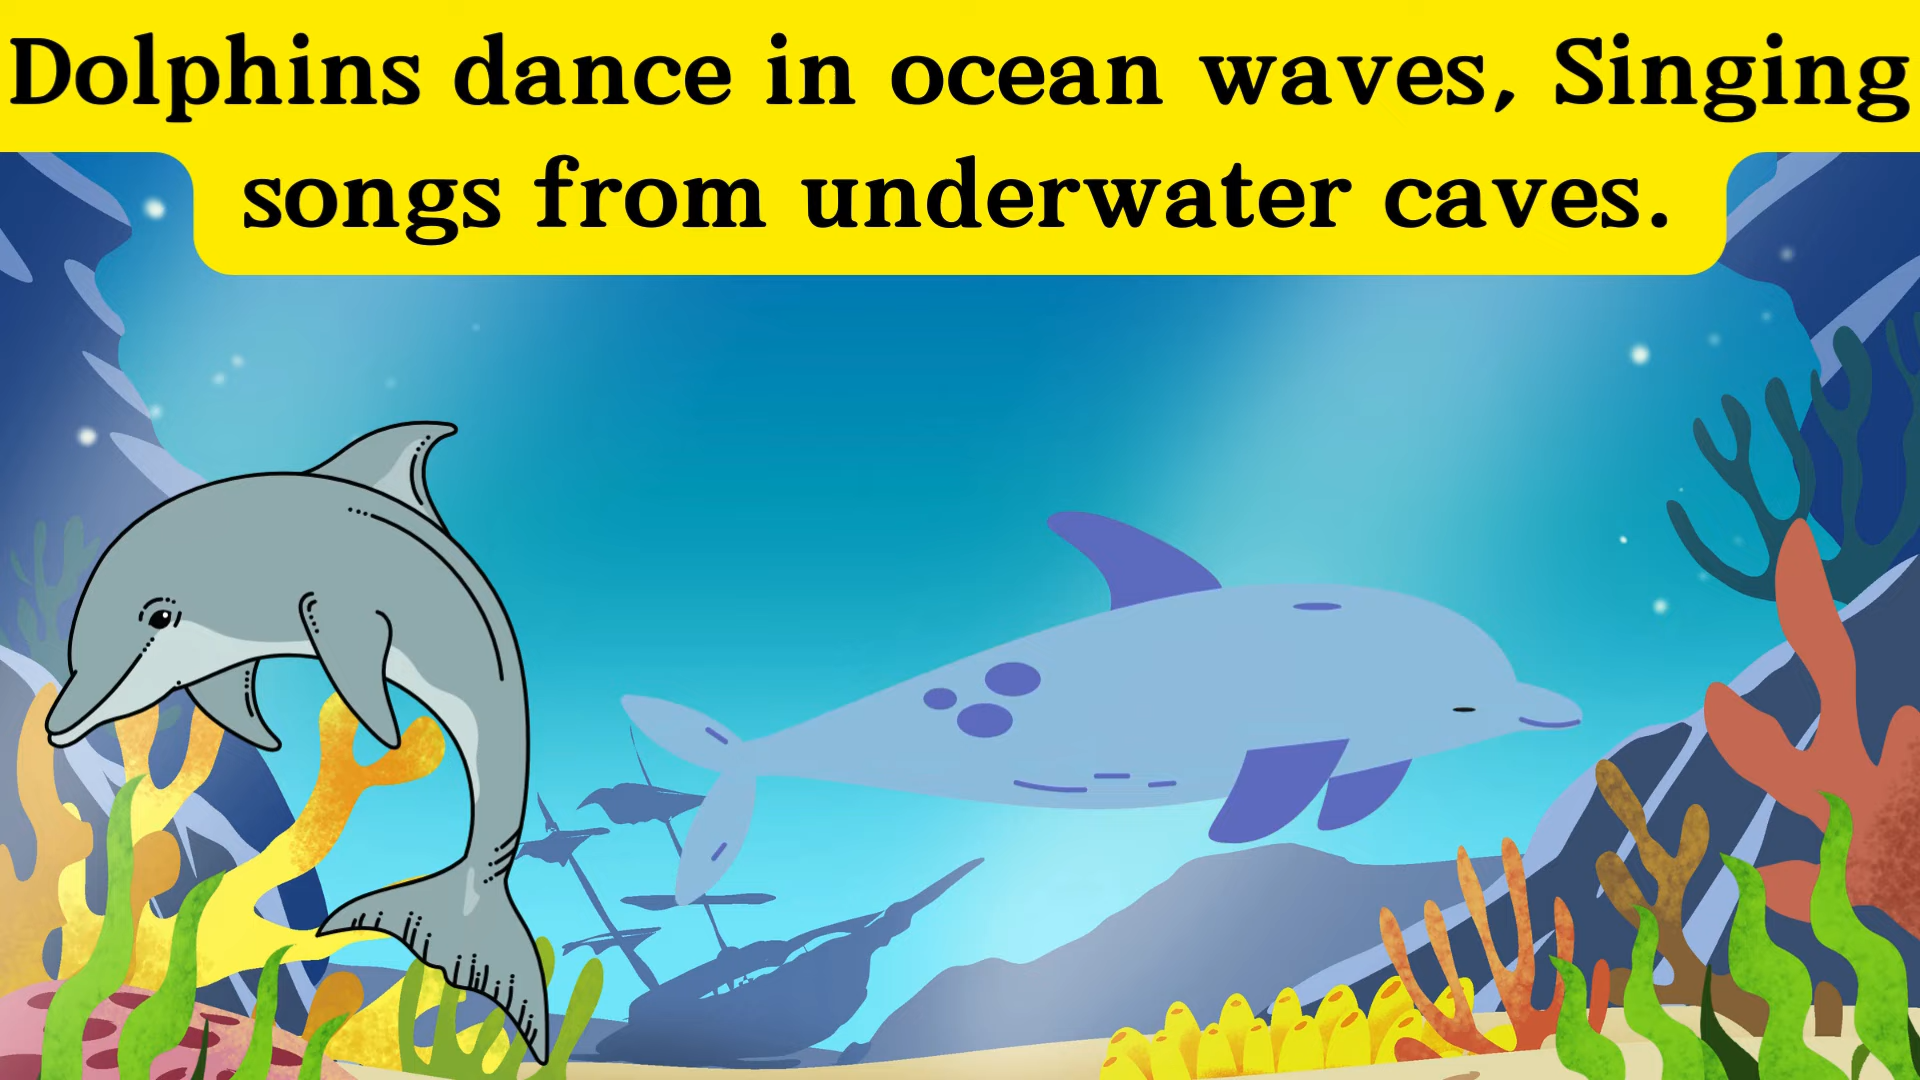 Dolphins dance in ocean waves, Singing
songs from underwater caves.